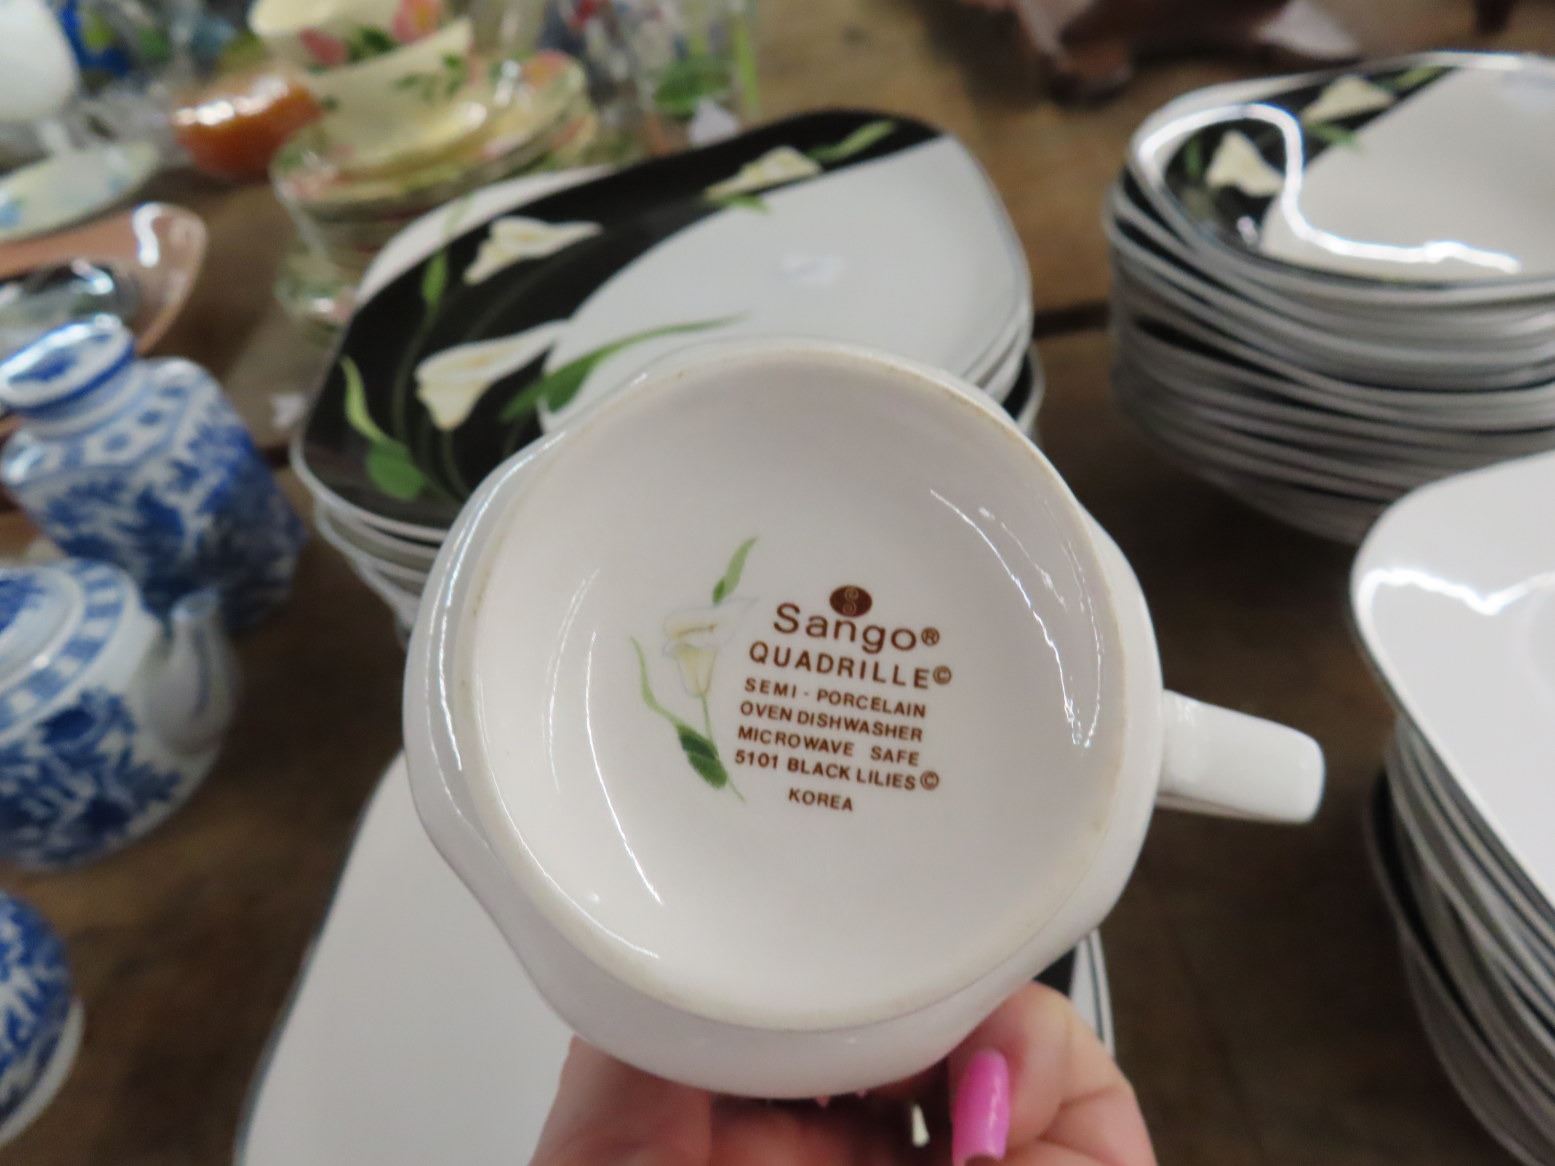 Sango®
QUADRILLE©
SEMI - PORCELAIN
OVEN DISHWASHER
MICROWAVE SAFE
5101 BLACK LILIES©
KOREA